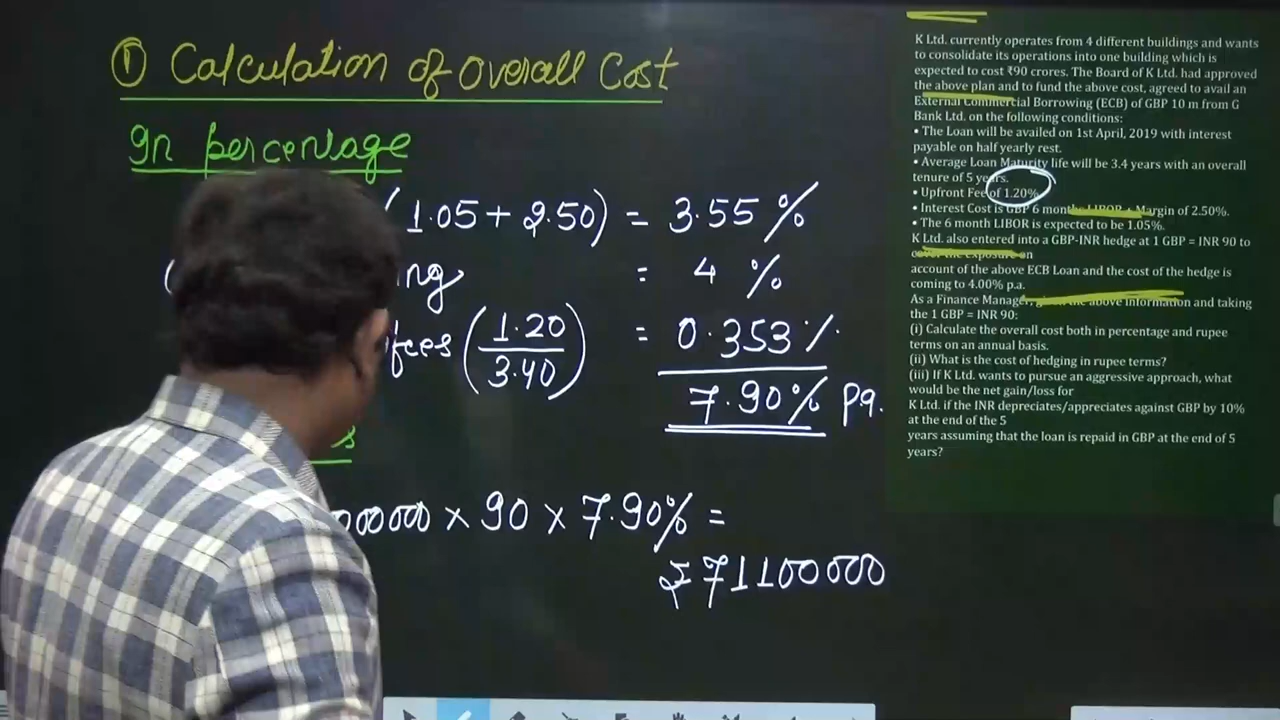 ① Calculation of Overall Cost
In percentage
(1.05 + 2.50) = 3.55 %
= 4 %
fees (1.20/3.40) = 0.353 %
7.90% pa.
000000 x 90 x 7.90% =
₹71100000
K Ltd. currently operates from 4 different buildings and wants
to consolidate its operations into one building which is
expected to cost ₹90 crores. The Board of K Ltd. had approved
the above plan and to fund the above cost, agreed to avail an
External Commercial Borrowing (ECB) of GBP 10 m from G
Bank Ltd. on the following conditions:
• The Loan will be availed on 1st April, 2019 with interest
payable on half yearly rest.
• Average Loan Maturity life will be 3.4 years with an overall
tenure of 5 years.
• Upfront Fee of 1.20%
• Interest Cost is GBP 6 months LIBOR + Margin of 2.50%.
• The 6 month LIBOR is expected to be 1.05%.
K Ltd. also entered into a GBP-INR hedge at 1 GBP = INR 90 to
cover the exposure on
account of the above ECB Loan and the cost of the hedge is
coming to 4.00% p.a.
As a Finance Manager, given the above information and taking
the 1 GBP = INR 90:
(i) Calculate the overall cost both in percentage and rupee
terms on an annual basis.
(ii) What is the cost of hedging in rupee terms?
(iii) If K Ltd. wants to pursue an aggressive approach, what
would be the net gain/loss for
K Ltd. if the INR depreciates/appreciates against GBP by 10%
at the end of the 5
years assuming that the loan is repaid in GBP at the end of 5
years?